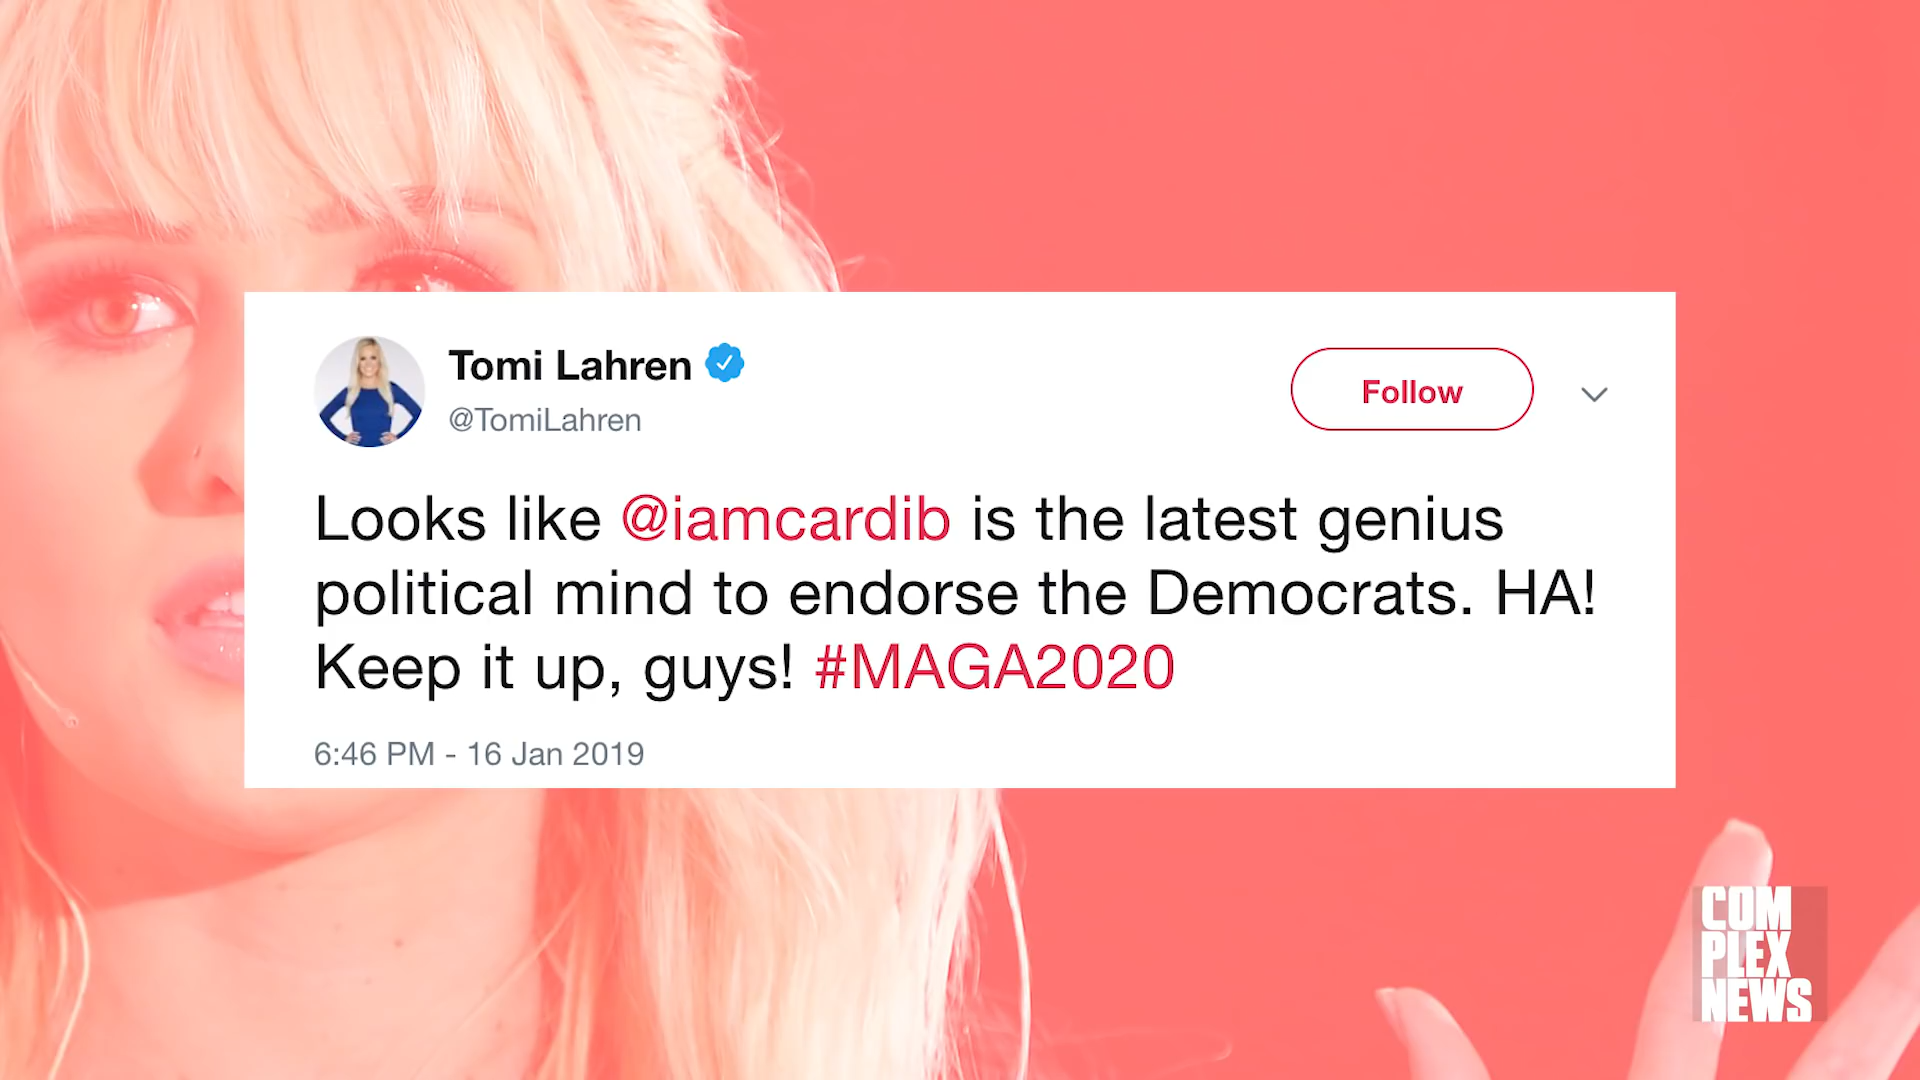 Tomi Lahren
@TomiLahren
Follow
Looks like @iamcardib is the latest genius
political mind to endorse the Democrats. HA!
Keep it up, guys! #MAGA2020
6:46 PM - 16 Jan 2019
COM
PLEX
NEWS